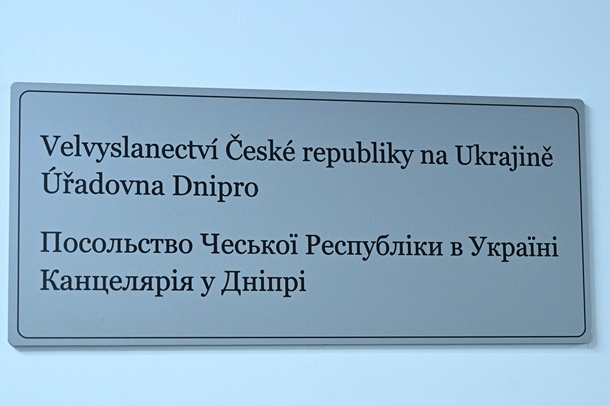 Velvyslanectví České republiky na Ukrajině
Úřadovna Dnipro
Посольство Чеської Республіки в Україні
Канцелярія у Дніпрі